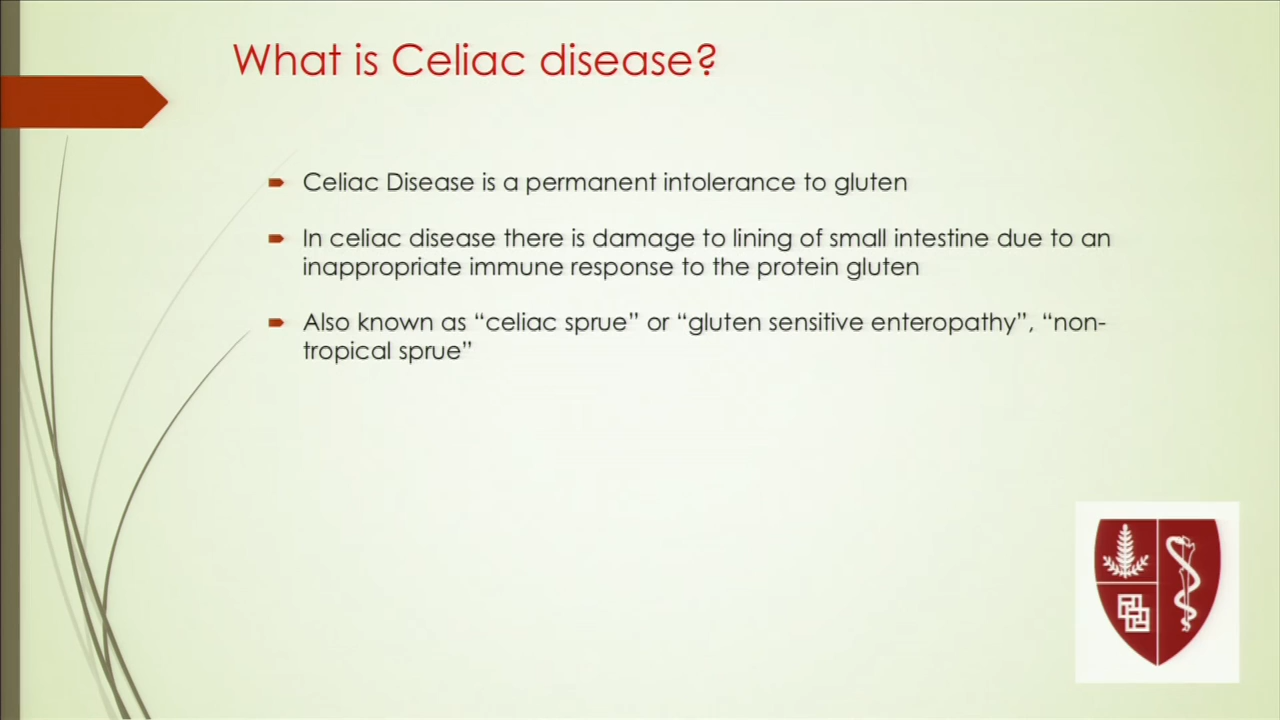 What is Celiac disease?
Celiac Disease is a permanent intolerance to gluten
In celiac disease there is damage to lining of small intestine due to an
inappropriate immune response to the protein gluten
Also known as “celiac sprue” or “gluten sensitive enteropathy”, “non-
tropical sprue”